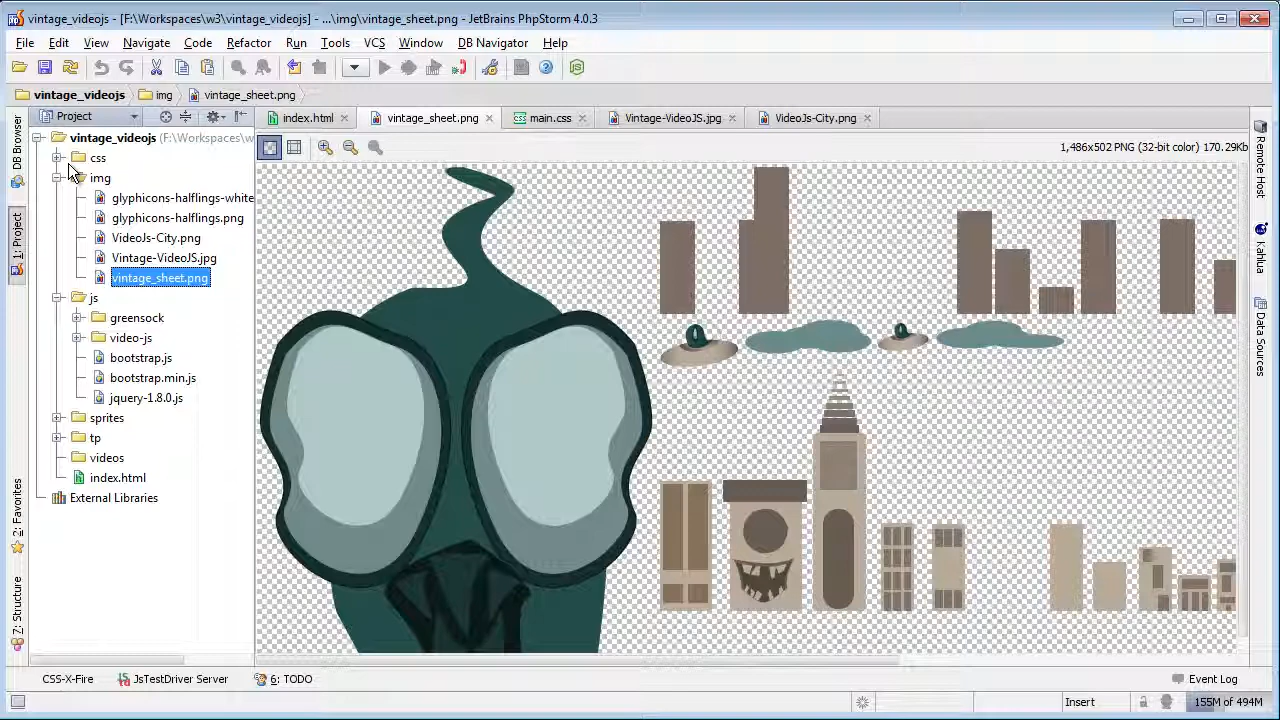 vintage_videojs - [F:\Workspaces\w3\vintage_videojs] - ...\img\vintage_sheet.png - JetBrains PhpStorm 4.0.3
File Edit View Navigate Code Refactor Run Tools VCS Window DB Navigator Help
vintage_videojs img vintage_sheet.png
Project
index.html vintage_sheet.png main.css Vintage-VideoJS.jpg VideoJs-City.png
1,486x502 PNG (32-bit color) 170.29Kb
vintage_videojs (F:\Workspaces\w
css
img
glyphicons-halflings-white
glyphicons-halflings.png
VideoJs-City.png
Vintage-VideoJS.jpg
vintage_sheet.png
js
greensock
video-js
bootstrap.js
bootstrap.min.js
jquery-1.8.0.js
sprites
tp
videos
index.html
External Libraries
DB Browser
1: Project
2: Favorites
Z: Structure
Remote Host
Kahlua
Data Sources
CSS-X-Fire JsTestDriver Server 6: TODO Event Log
Insert 155M of 494M